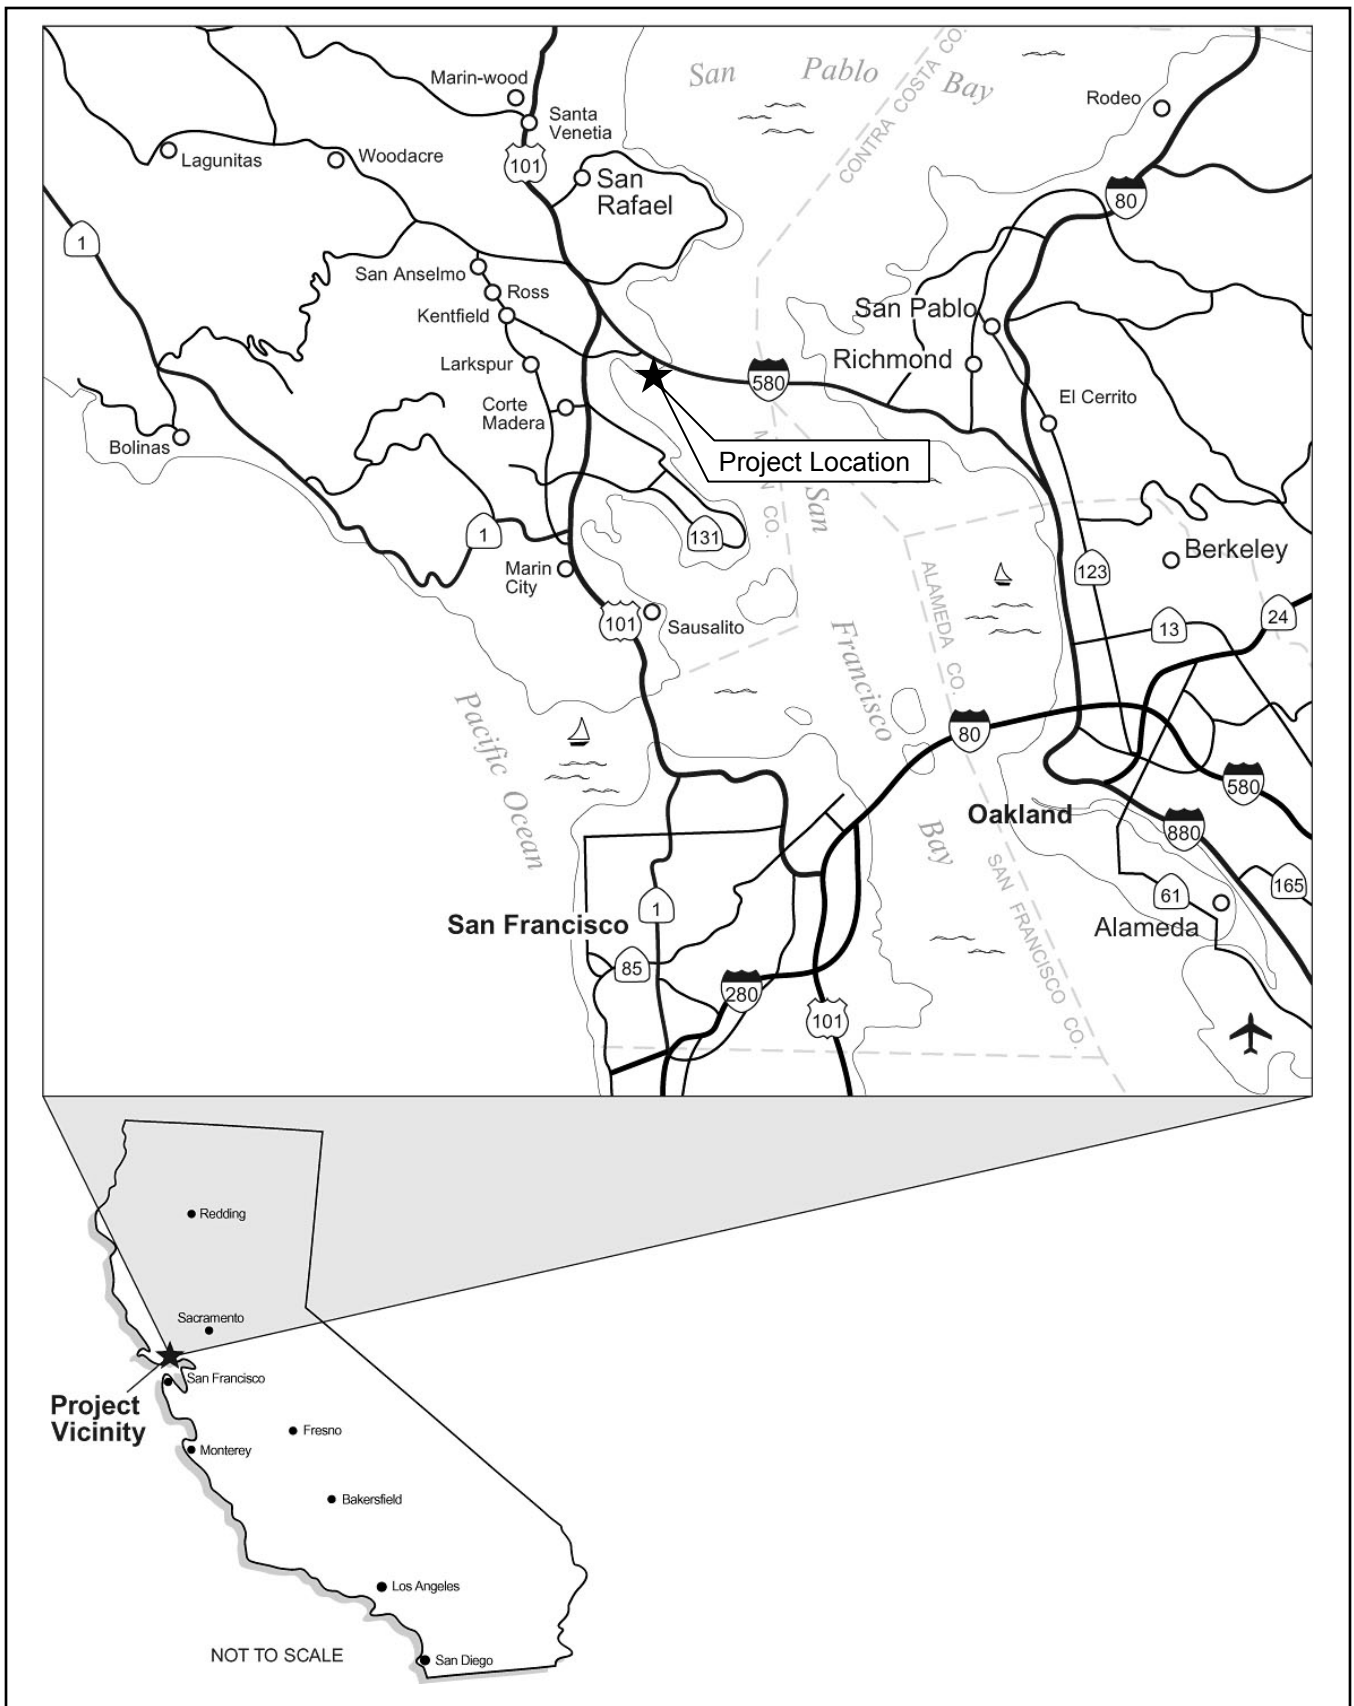 San Pablo Bay
CONTRA COSTA CO.
Marin-wood
Santa
Venetia
Rodeo
101
Lagunitas
Woodacre
San
Rafael
80
1
San Anselmo
Ross
Kentfield
San Pablo
Richmond
Larkspur
580
Corte
Madera
El Cerrito
Bolinas
Project Location
San
Francisco
Bay
CO.
131
1
Berkeley
ALAMEDA CO.
123
Marin
City
101
Sausalito
13
24
Pacific Ocean
80
580
Oakland
880
SAN FRANCISCO CO.
165
61
1
San Francisco
Alameda
85
280
101
Redding
Sacramento
San Francisco
Project
Vicinity
Fresno
Monterey
Bakersfield
Los Angeles
NOT TO SCALE
San Diego